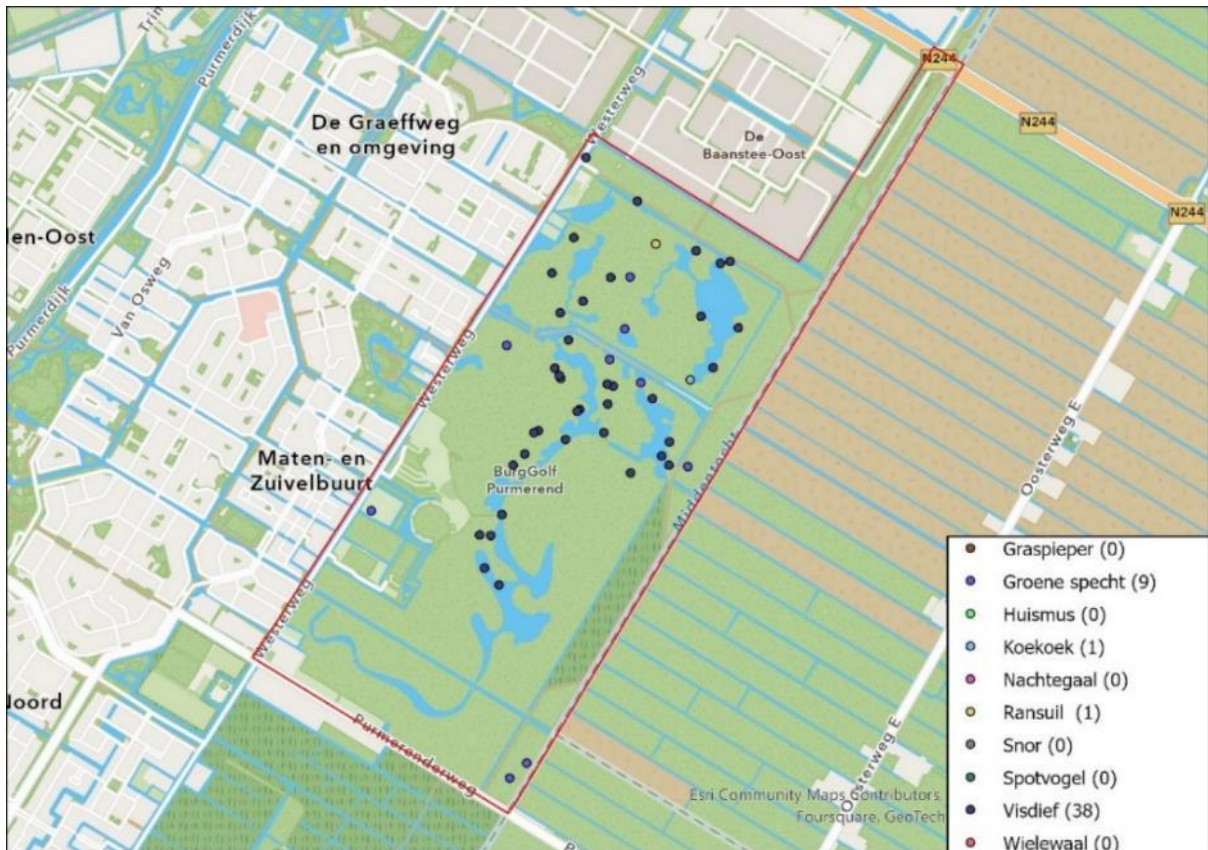 Trin
Purmerdijk
De Graeffweg
en omgeving
Westerweg
De
Baanstee-Oost
N244
N244
N244
den-Oost
Van Osweg
Purmerdijk
Westerweg
Maten- en
Zuivelbuurt
BurgGolf
Purmerend
Middentocht
Oosterweg E
Westerweg
Noord
Purmerenderweg
Oosterweg E
P
Esri Community Maps Contributors,
Foursquare, GeoTech
Graspieper (0)
Groene specht (9)
Huismus (0)
Koekoek (1)
Nachtegaal (0)
Ransuil (1)
Snor (0)
Spotvogel (0)
Visdief (38)
Wielewaal (0)